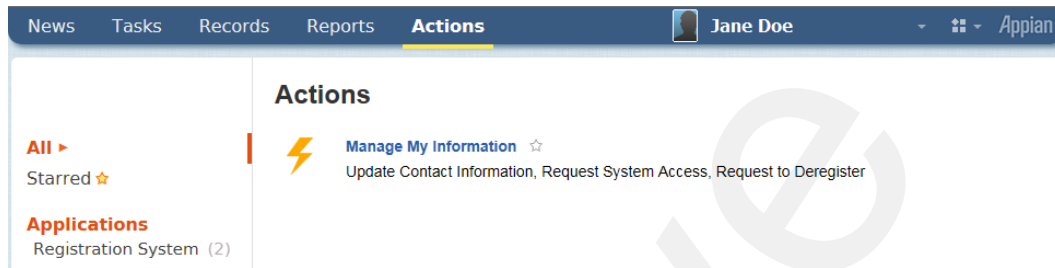 News Tasks Records Reports Actions Jane Doe Appian
Actions
All
Manage My Information
Starred
Update Contact Information, Request System Access, Request to Deregister
Applications
Registration System (2)